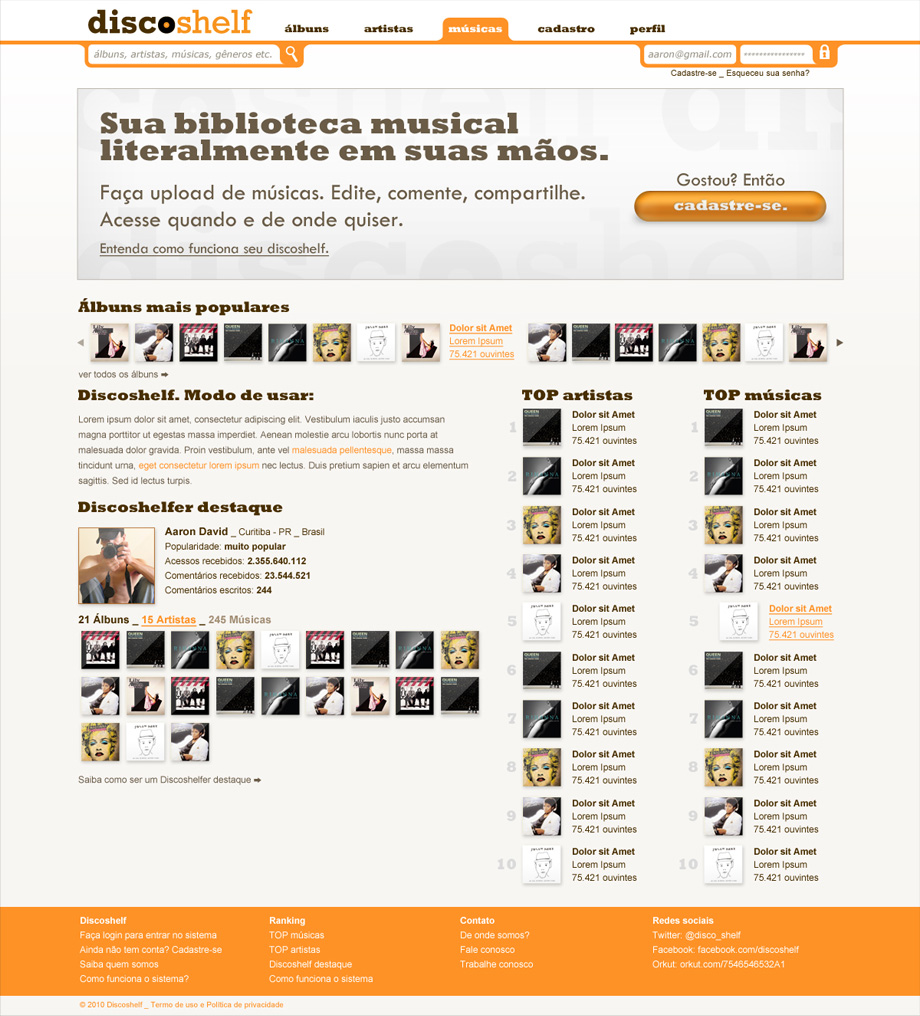 discoshelf
álbuns artistas músicas cadastro perfil
álbuns, artistas, músicas, gêneros etc.
aaron@gmail.com ****************
Cadastre-se _ Esqueceu sua senha?
Sua biblioteca musical
literalmente em suas mãos.
Faça upload de músicas. Edite, comente, compartilhe.
Acesse quando e de onde quiser.
Entenda como funciona seu discoshelf.
Gostou? Então
cadastre-se.
Álbuns mais populares
Dolor sit Amet
Lorem Ipsum
75.421 ouvintes
ver todos os álbuns
Discoshelf. Modo de usar:
Lorem ipsum dolor sit amet, consectetur adipiscing elit. Vestibulum iaculis justo accumsan
magna porttitor ut egestas massa imperdiet. Aenean molestie arcu lobortis nunc porta at
malesuada dolor gravida. Proin vestibulum, ante vel malesuada pellentesque, massa massa
tincidunt urna, eget consectetur lorem ipsum nec lectus. Duis pretium sapien et arcu elementum
sagittis. Sed id lectus turpis.
Discoshelfer destaque
Aaron David _ Curitiba - PR _ Brasil
Popularidade: muito popular
Acessos recebidos: 2.355.640.112
Comentários recebidos: 23.544.521
Comentários escritos: 244
21 Álbuns _ 15 Artistas _ 245 Músicas
Saiba como ser um Discoshelfer destaque
TOP artistas
1
Dolor sit Amet
Lorem Ipsum
75.421 ouvintes
2
Dolor sit Amet
Lorem Ipsum
75.421 ouvintes
3
Dolor sit Amet
Lorem Ipsum
75.421 ouvintes
4
Dolor sit Amet
Lorem Ipsum
75.421 ouvintes
5
Dolor sit Amet
Lorem Ipsum
75.421 ouvintes
6
Dolor sit Amet
Lorem Ipsum
75.421 ouvintes
7
Dolor sit Amet
Lorem Ipsum
75.421 ouvintes
8
Dolor sit Amet
Lorem Ipsum
75.421 ouvintes
9
Dolor sit Amet
Lorem Ipsum
75.421 ouvintes
10
Dolor sit Amet
Lorem Ipsum
75.421 ouvintes
TOP músicas
1
Dolor sit Amet
Lorem Ipsum
75.421 ouvintes
2
Dolor sit Amet
Lorem Ipsum
75.421 ouvintes
3
Dolor sit Amet
Lorem Ipsum
75.421 ouvintes
4
Dolor sit Amet
Lorem Ipsum
75.421 ouvintes
5
Dolor sit Amet
Lorem Ipsum
75.421 ouvintes
6
Dolor sit Amet
Lorem Ipsum
75.421 ouvintes
7
Dolor sit Amet
Lorem Ipsum
75.421 ouvintes
8
Dolor sit Amet
Lorem Ipsum
75.421 ouvintes
9
Dolor sit Amet
Lorem Ipsum
75.421 ouvintes
10
Dolor sit Amet
Lorem Ipsum
75.421 ouvintes
Discoshelf
Faça login para entrar no sistema
Ainda não tem conta? Cadastre-se
Saiba quem somos
Como funciona o sistema?
Ranking
TOP músicas
TOP artistas
Discoshelf destaque
Como funciona o sistema
Contato
De onde somos?
Fale conosco
Trabalhe conosco
Redes sociais
Twitter: @disco_shelf
Facebook: facebook.com/discoshelf
Orkut: orkut.com/7546546532A1
© 2010 Discoshelf _ Termo de uso e Política de privacidade